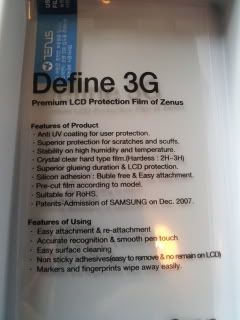 ZENUS
Define 3G
Premium LCD Protection Film of Zenus
Features of Product
· Anti UV coating for user protection.
· Superior protection for scratches and scuffs.
· Stability on high humidity and temperature.
· Crystal clear hard type film.(Hardess : 2H~3H)
· Superior glueing duration & LCD protection.
· Silicon adhesion : Buble free & Easy attachment.
· Pre-cut film according to model.
· Suitable for RoHS.
· Patents-Admission of SAMSUNG on Dec. 2007.
Features of Using
· Easy attachment & re-attachment
· Accurate recognition & smooth pen touch
· Easy surface cleaning.
· Non sticky adhesives(easy to remove & no remain on LCD)
· Markers and fingerprints wipe away easily.